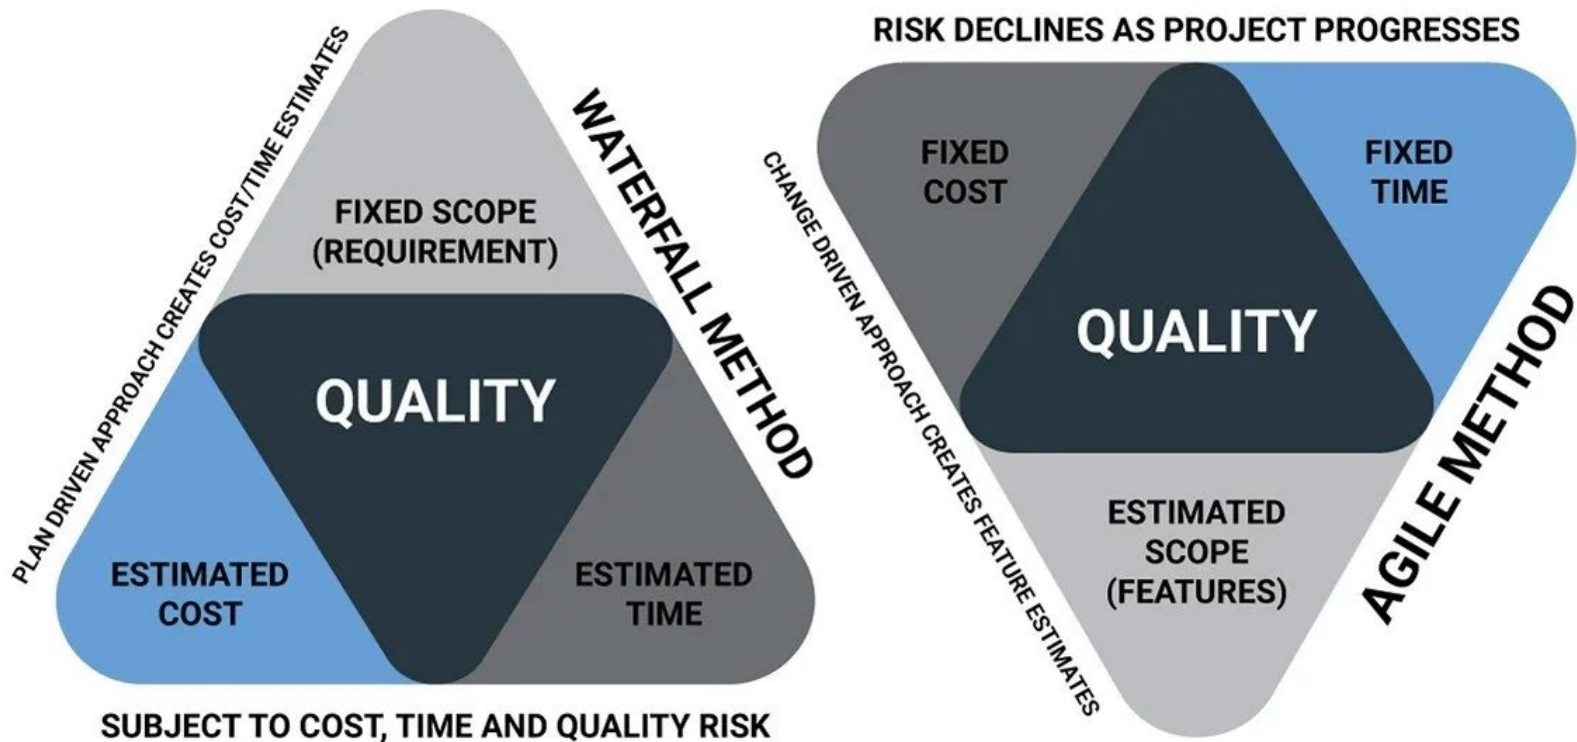 PLAN DRIVEN APPROACH CREATES COST/TIME ESTIMATES
WATERFALL METHOD
FIXED SCOPE
(REQUIREMENT)
QUALITY
ESTIMATED
COST
ESTIMATED
TIME
SUBJECT TO COST, TIME AND QUALITY RISK
RISK DECLINES AS PROJECT PROGRESSES
CHANGE DRIVEN APPROACH CREATES FEATURE ESTIMATES
FIXED
COST
FIXED
TIME
QUALITY
ESTIMATED
SCOPE
(FEATURES)
AGILE METHOD